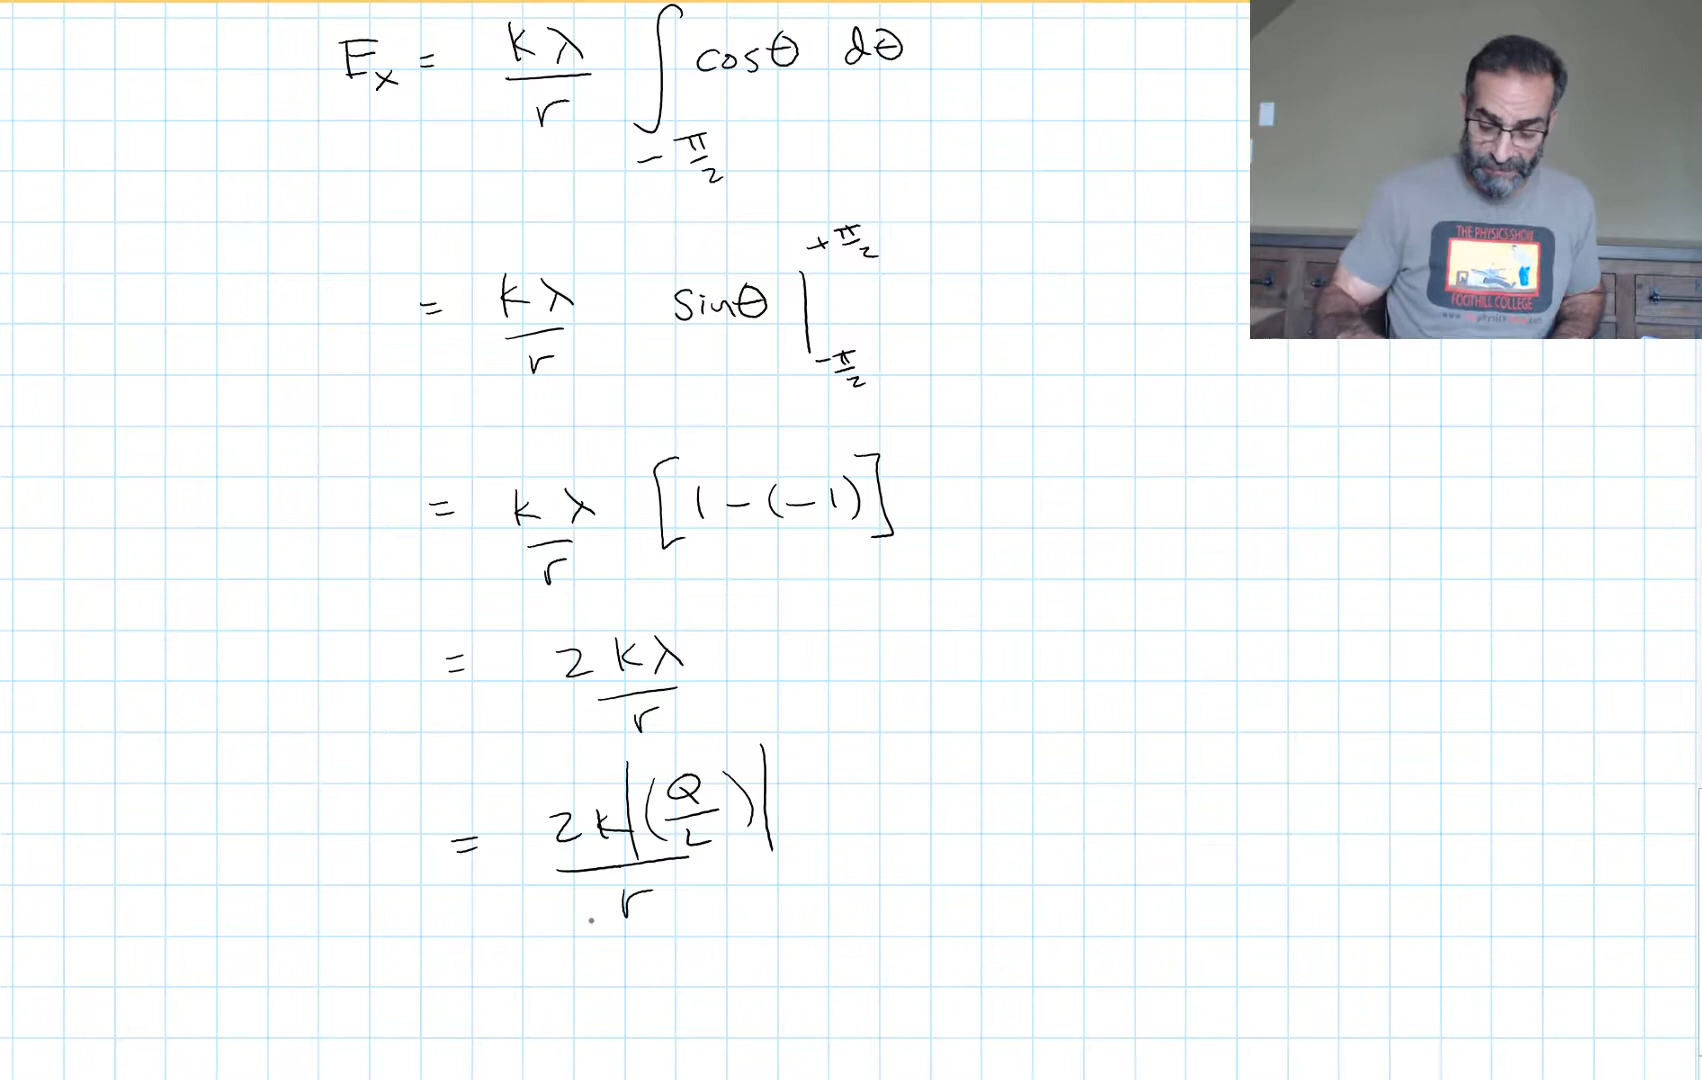 Eₓ = kλ/r ∫_{-π/2} cosθ dθ
= kλ/r sinθ |_{-π/2}^{+π/2}
= kλ/r [1-(-1)]
= 2kλ/r
= 2k|(Q/L)|/r
THE PHYSICS SHOW
FOOTHILL COLLEGE